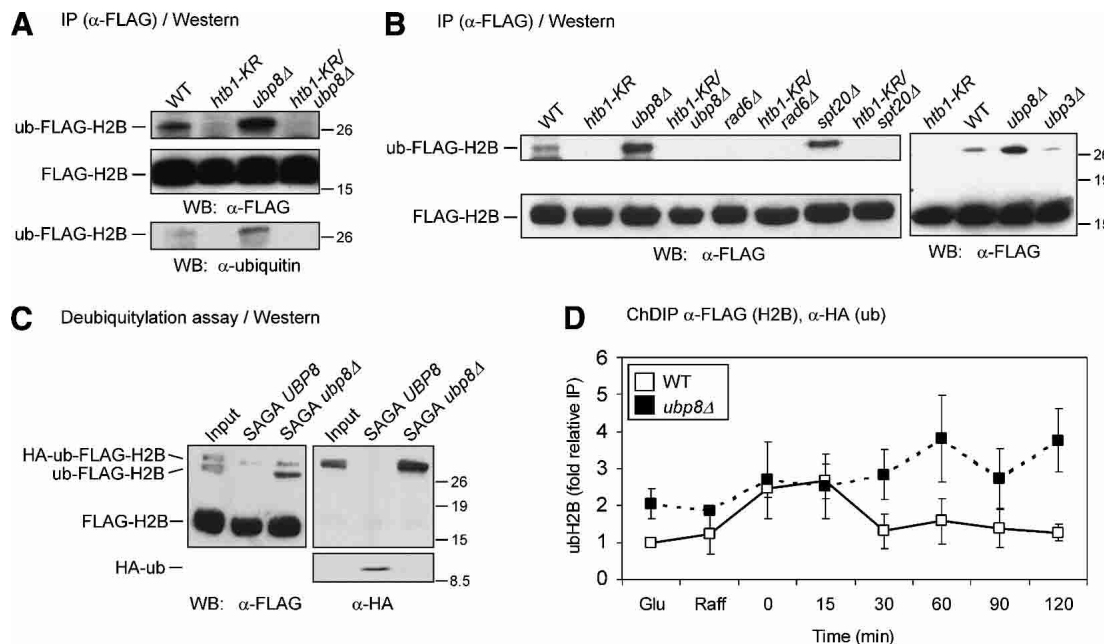 A IP (α-FLAG) / Western
WT
htb1-KR
ubp8Δ
htb1-KR/
ubp8Δ
ub-FLAG-H2B
26
FLAG-H2B
15
WB: α-FLAG
ub-FLAG-H2B
26
WB: α-ubiquitin
B IP (α-FLAG) / Western
WT
htb1-KR
ubp8Δ
htb1-KR/
ubp8Δ
rad6Δ
htb1-KR/
rad6Δ
spt20Δ
htb1-KR/
spt20Δ
htb1-KR
WT
ubp8Δ
ubp3Δ
ub-FLAG-H2B
26
19
FLAG-H2B
15
WB: α-FLAG
α-FLAG
C Deubiquitylation assay / Western
Input
SAGA UBP8
SAGA ubp8Δ
Input
SAGA UBP8
SAGA ubp8Δ
HA-ub-FLAG-H2B
ub-FLAG-H2B
26
19
FLAG-H2B
15
HA-ub
8.5
WB: α-FLAG
α-HA
D ChDIP α-FLAG (H2B), α-HA (ub)
ubH2B (fold relative IP)
6
5
4
3
2
1
0
WT
ubp8Δ
Glu Raff 0 15 30 60 90 120
Time (min)